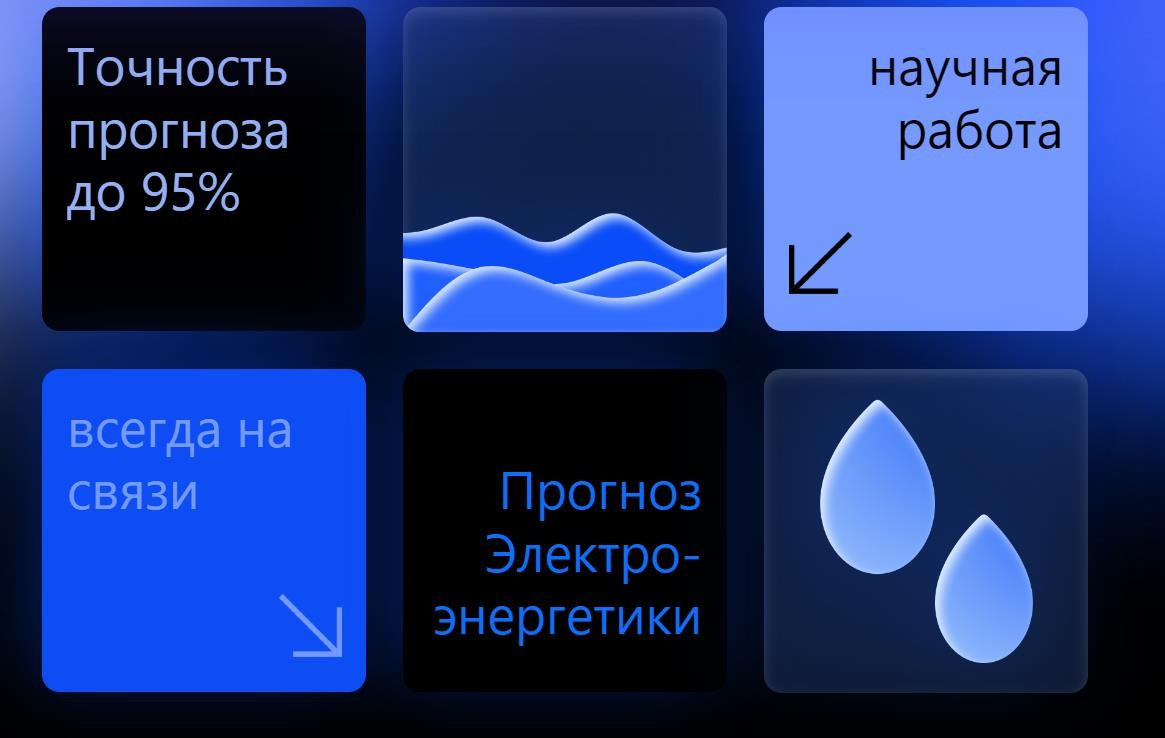 Точность
прогноза
до 95%
научная
работа
всегда на
связи
Прогноз
Электро-
энергетики